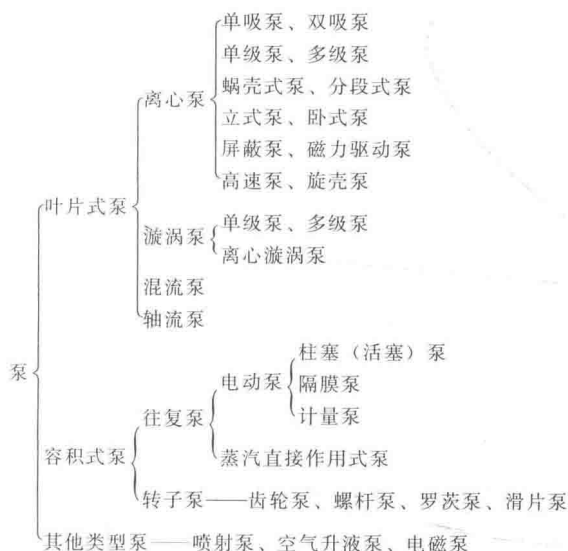 单吸泵、双吸泵
单级泵、多级泵
离心泵
蜗壳式泵、分段式泵
立式泵、卧式泵
屏蔽泵、磁力驱动泵
高速泵、旋壳泵
叶片式泵
漩涡泵
单级泵、多级泵
离心漩涡泵
混流泵
轴流泵
泵
柱塞（活塞）泵
电动泵
隔膜泵
往复泵
计量泵
容积式泵
蒸汽直接作用式泵
转子泵——齿轮泵、螺杆泵、罗茨泵、滑片泵
其他类型泵——喷射泵、空气升液泵、电磁泵